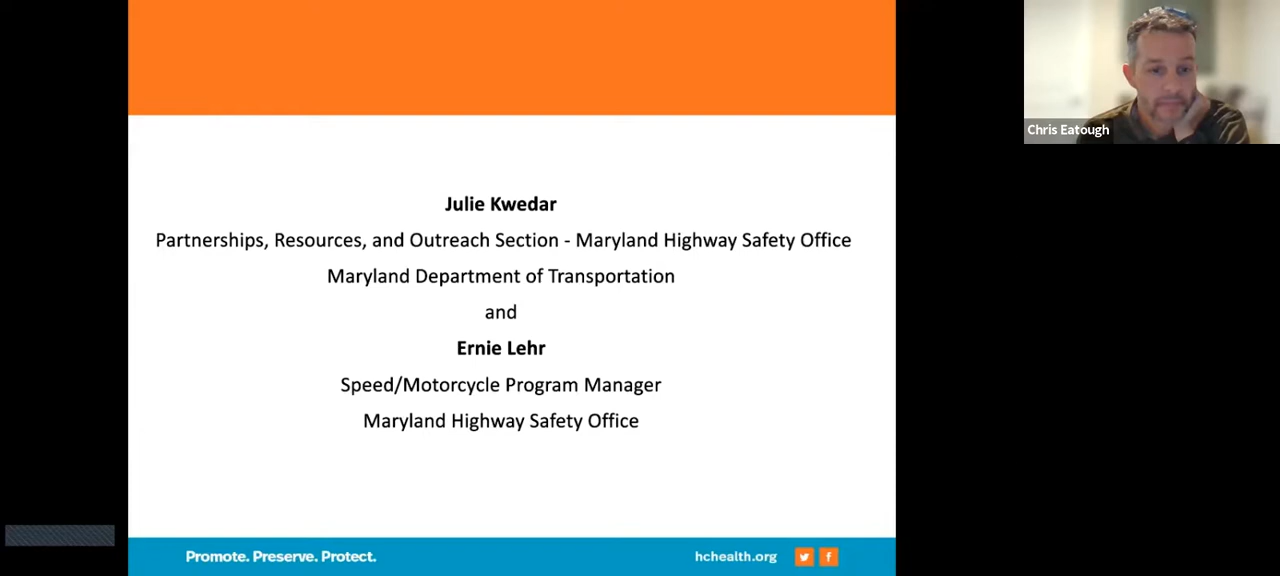 Chris Eatough
Julie Kwedar
Partnerships, Resources, and Outreach Section - Maryland Highway Safety Office
Maryland Department of Transportation
and
Ernie Lehr
Speed/Motorcycle Program Manager
Maryland Highway Safety Office
Promote. Preserve. Protect.
hchealth.org